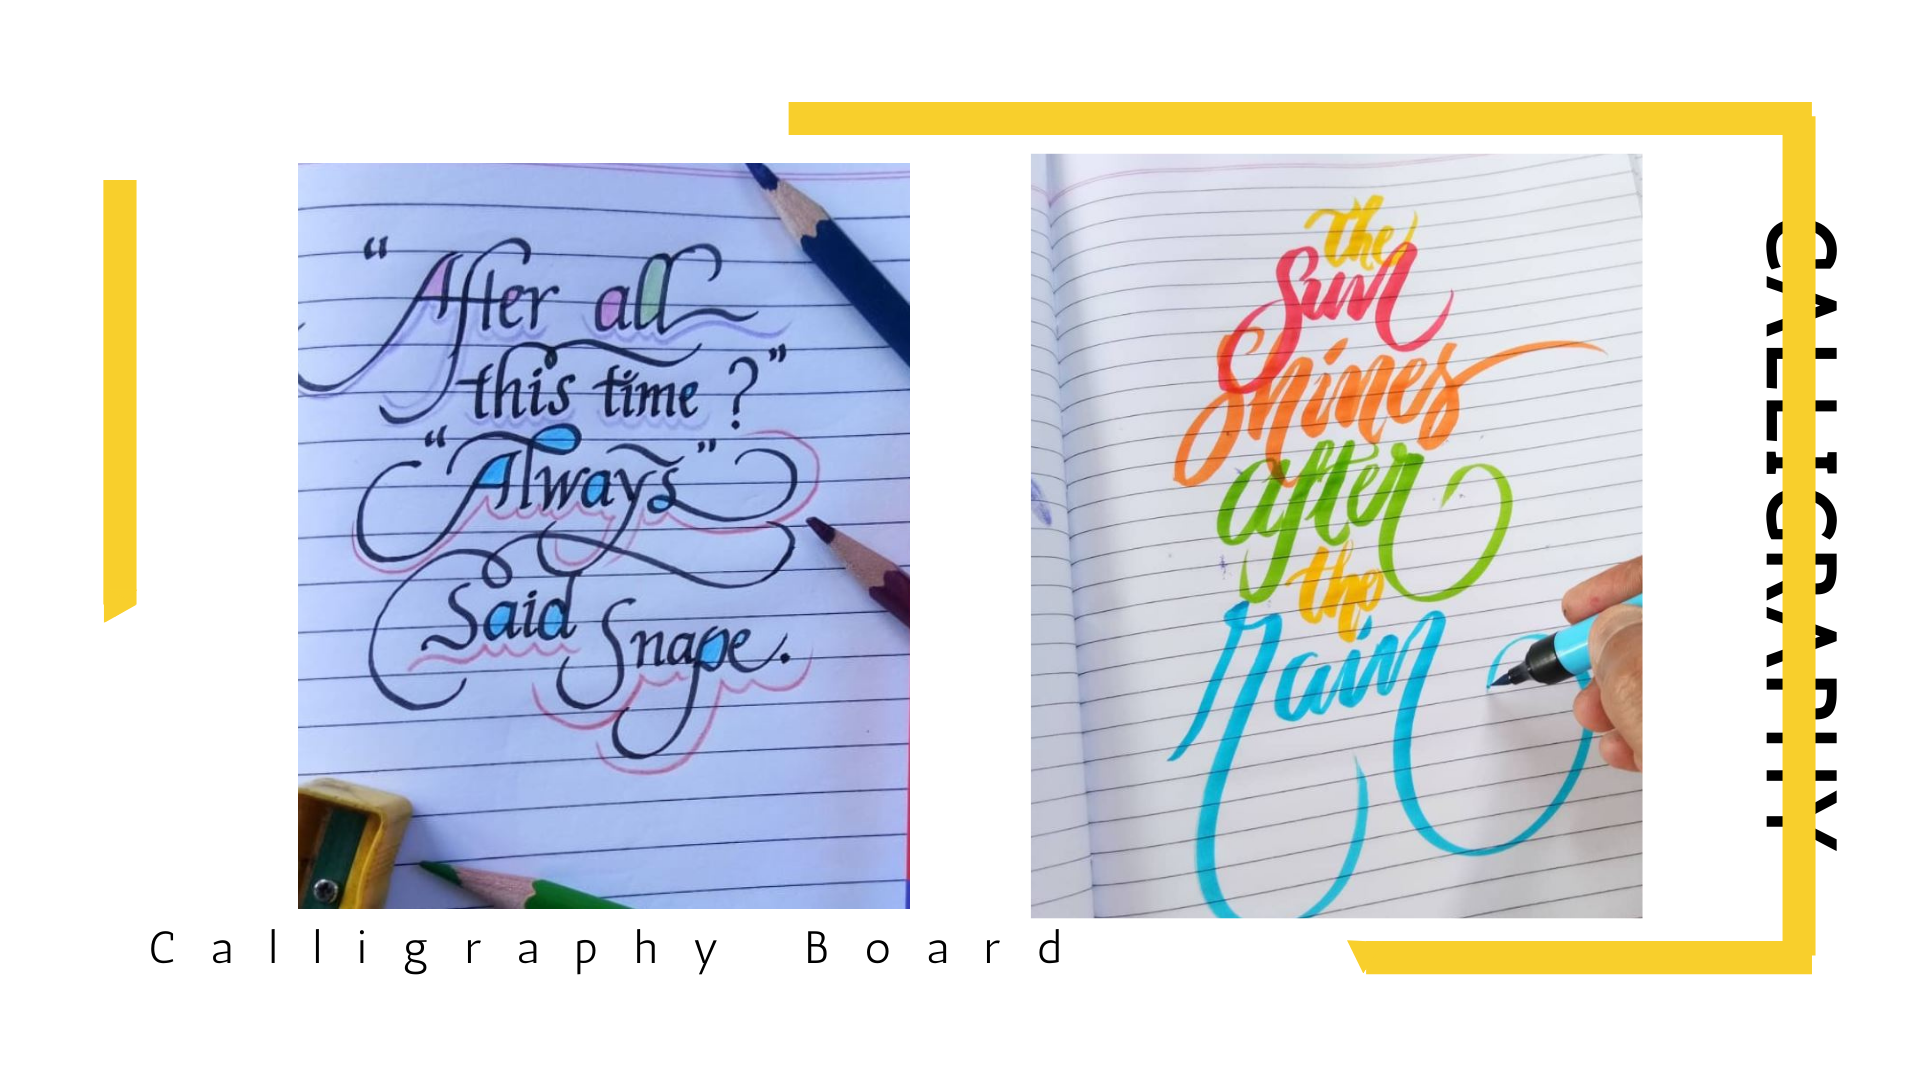 “After all
this time?”
“Always”
Said Snape.
the
Sun
Shines
after
the
Rain
CALLIGRAPHY
Calligraphy Board